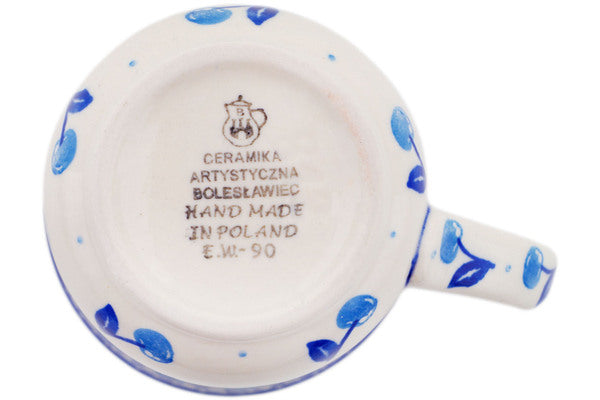 B
CERAMIKA
ARTYSTYCZNA
BOLESŁAWIEC
HAND MADE
IN POLAND
E.W.-90